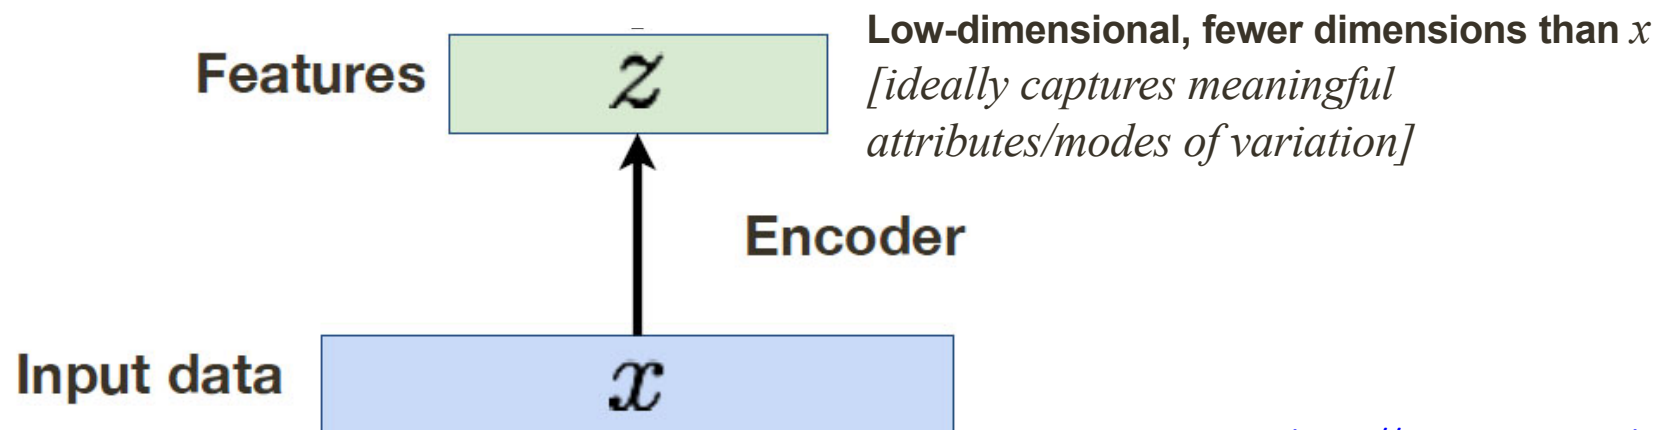 Low-dimensional, fewer dimensions than x
Features
z
[ideally captures meaningful
attributes/modes of variation]
Encoder
Input data
x